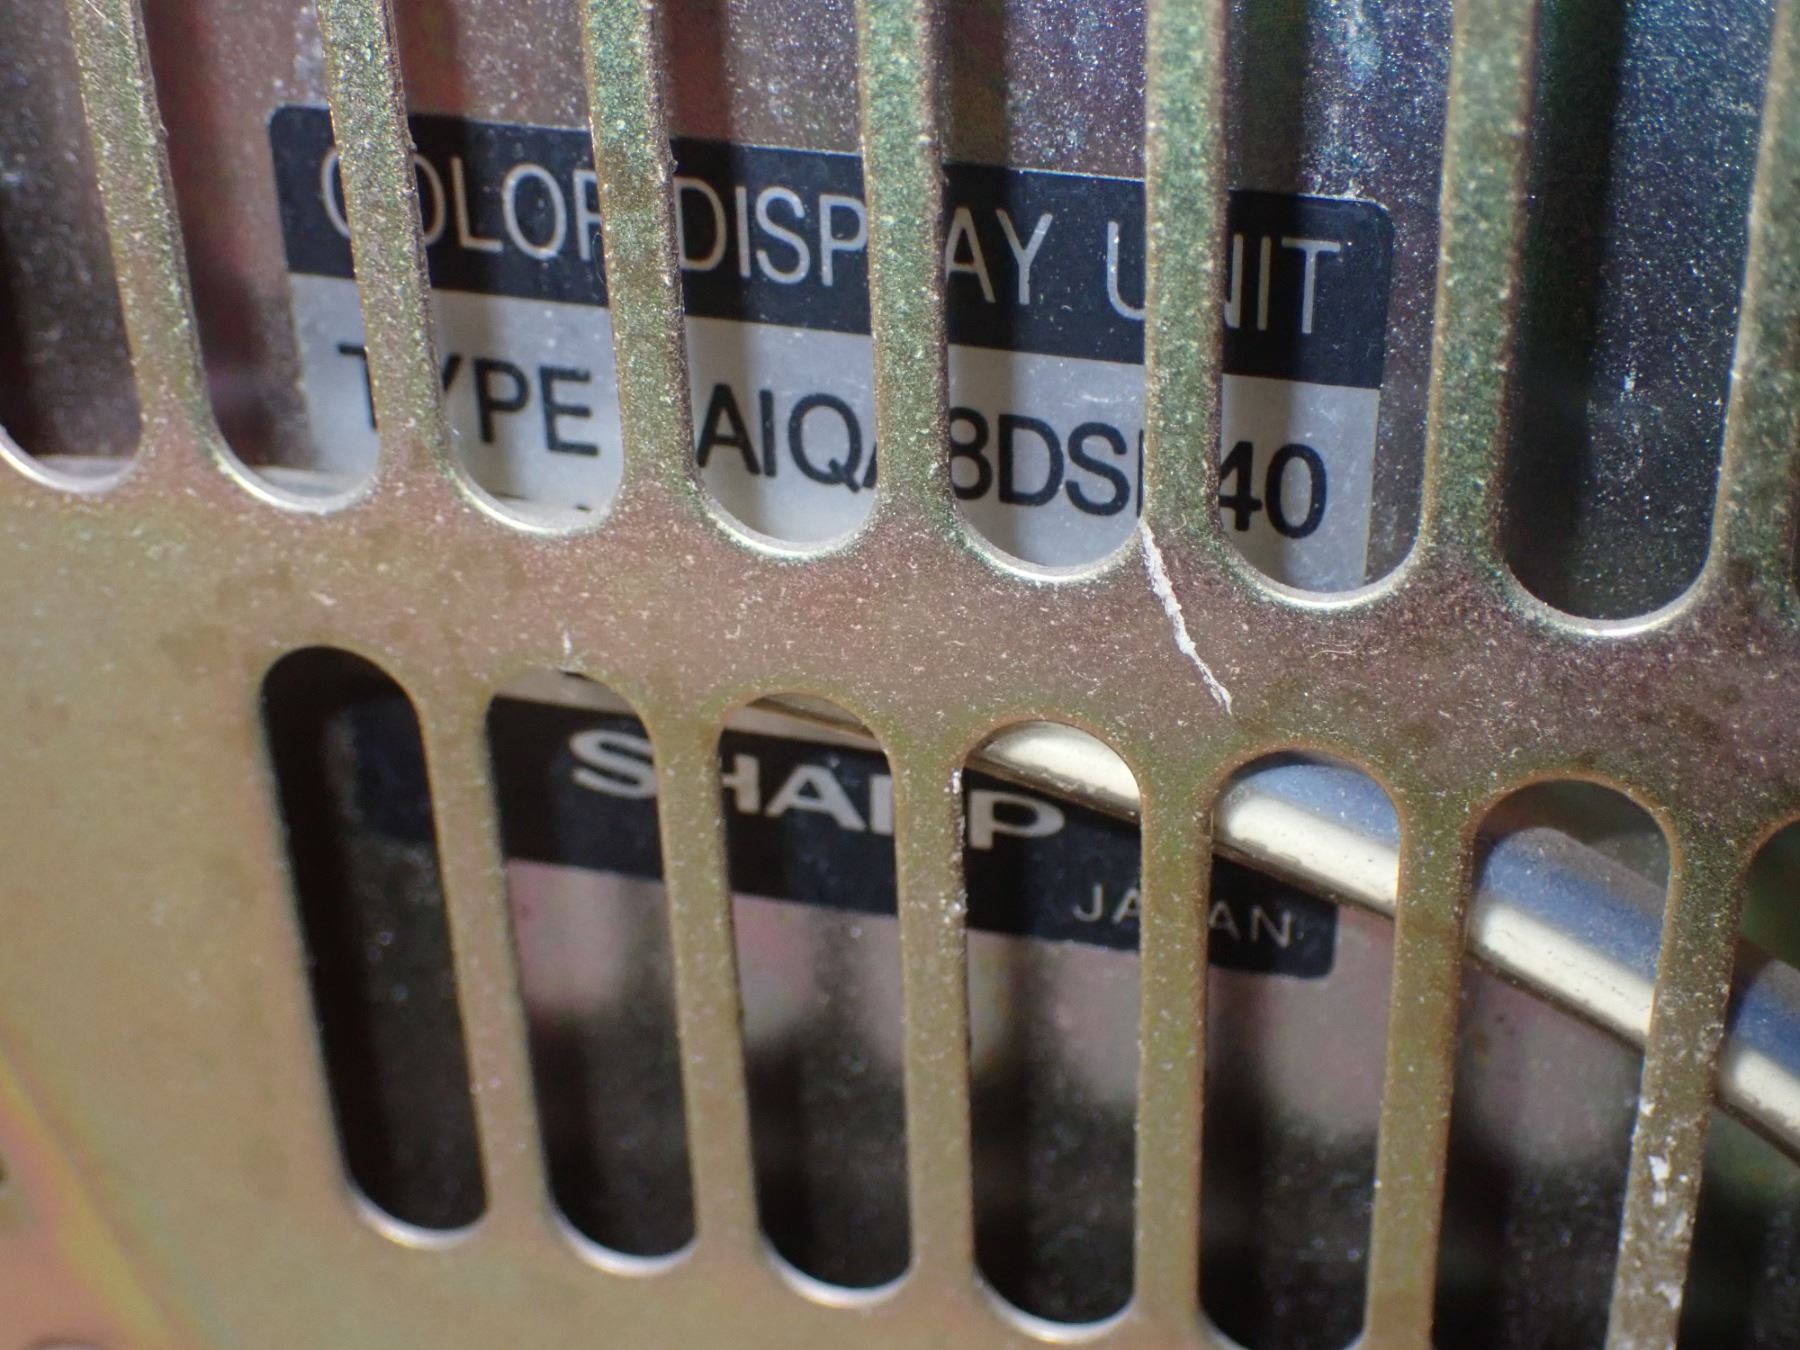 COLOR DISPLAY UNIT
TYPE
SHARP
JAPAN